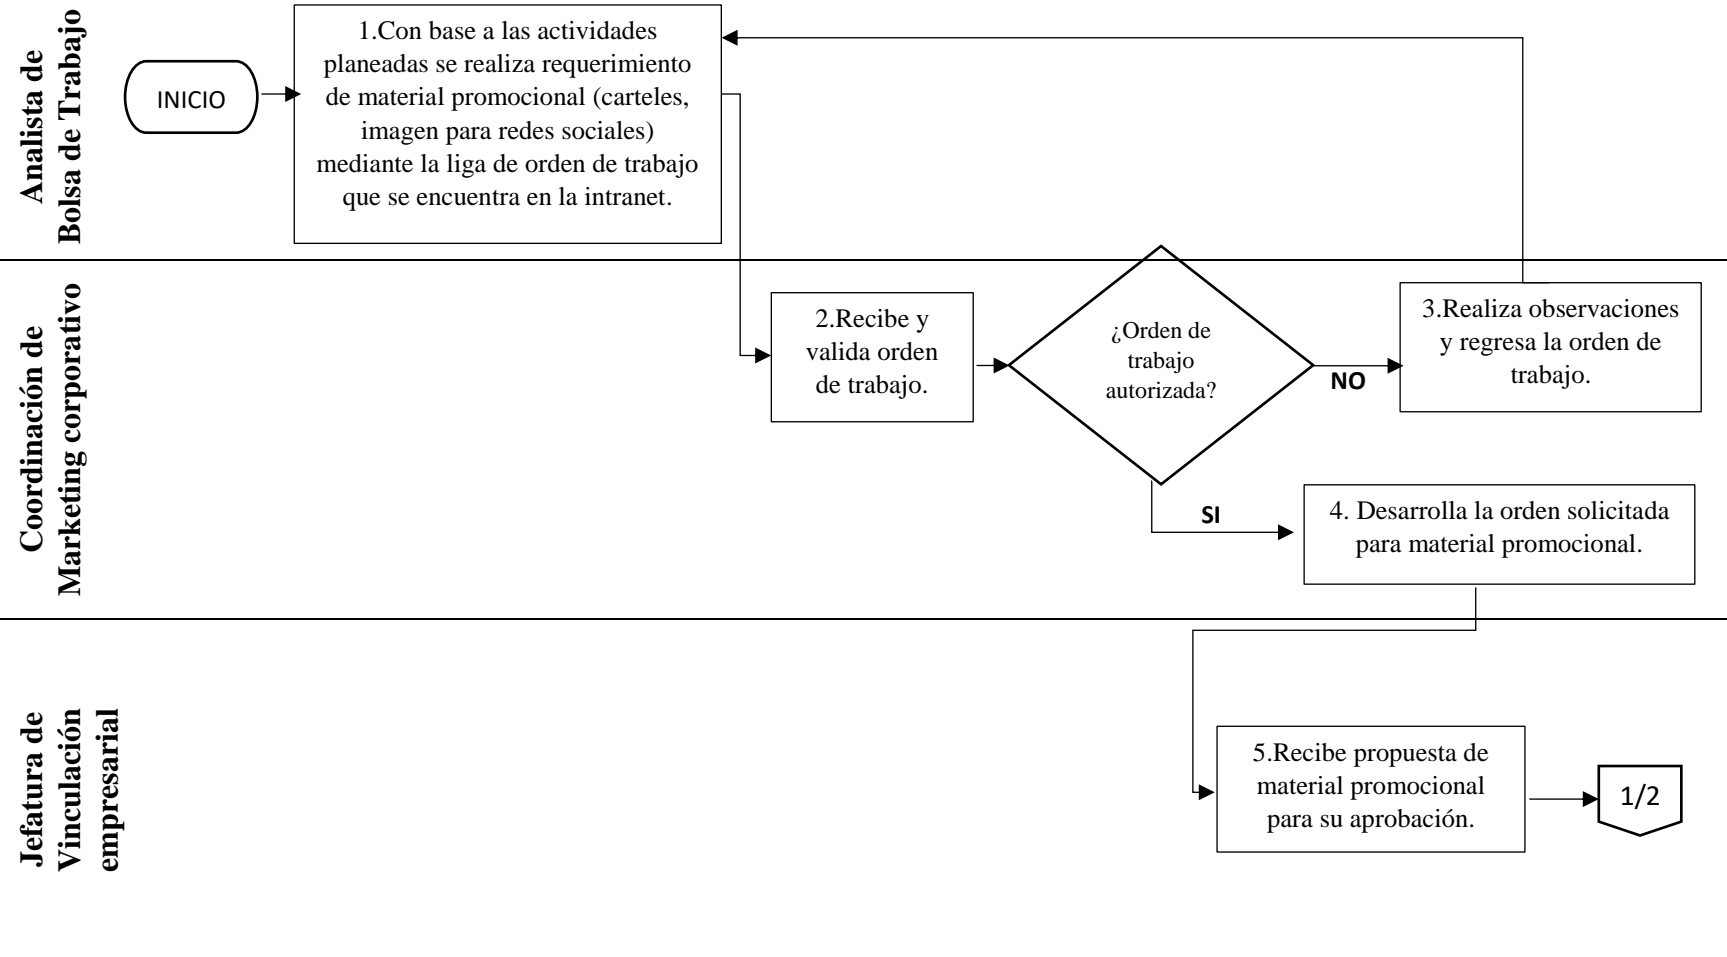 Analista de
Bolsa de Trabajo
INICIO
1.Con base a las actividades
planeadas se realiza requerimiento
de material promocional (carteles,
imagen para redes sociales)
mediante la liga de orden de trabajo
que se encuentra en la intranet.
Coordinación de
Marketing corporativo
2.Recibe y
valida orden
de trabajo.
¿Orden de
trabajo
autorizada?
NO
3.Realiza observaciones
y regresa la orden de
trabajo.
SI
4. Desarrolla la orden solicitada
para material promocional.
Jefatura de
Vinculación
empresarial
5.Recibe propuesta de
material promocional
para su aprobación.
1/2